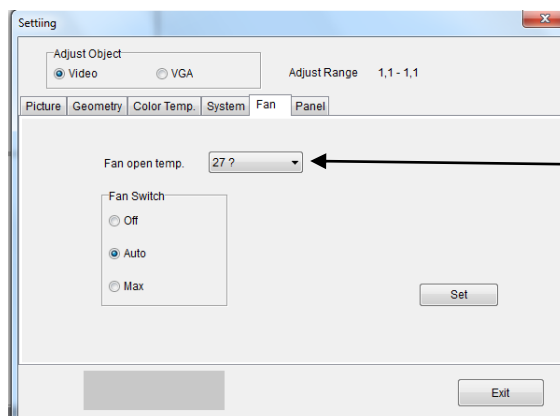 Settiing
Adjust Object
Video VGA Adjust Range 1,1 - 1,1
Picture Geometry Color Temp. System Fan Panel
Fan open temp. 27 ?
Fan Switch
Off
Auto
Max
Set
Exit